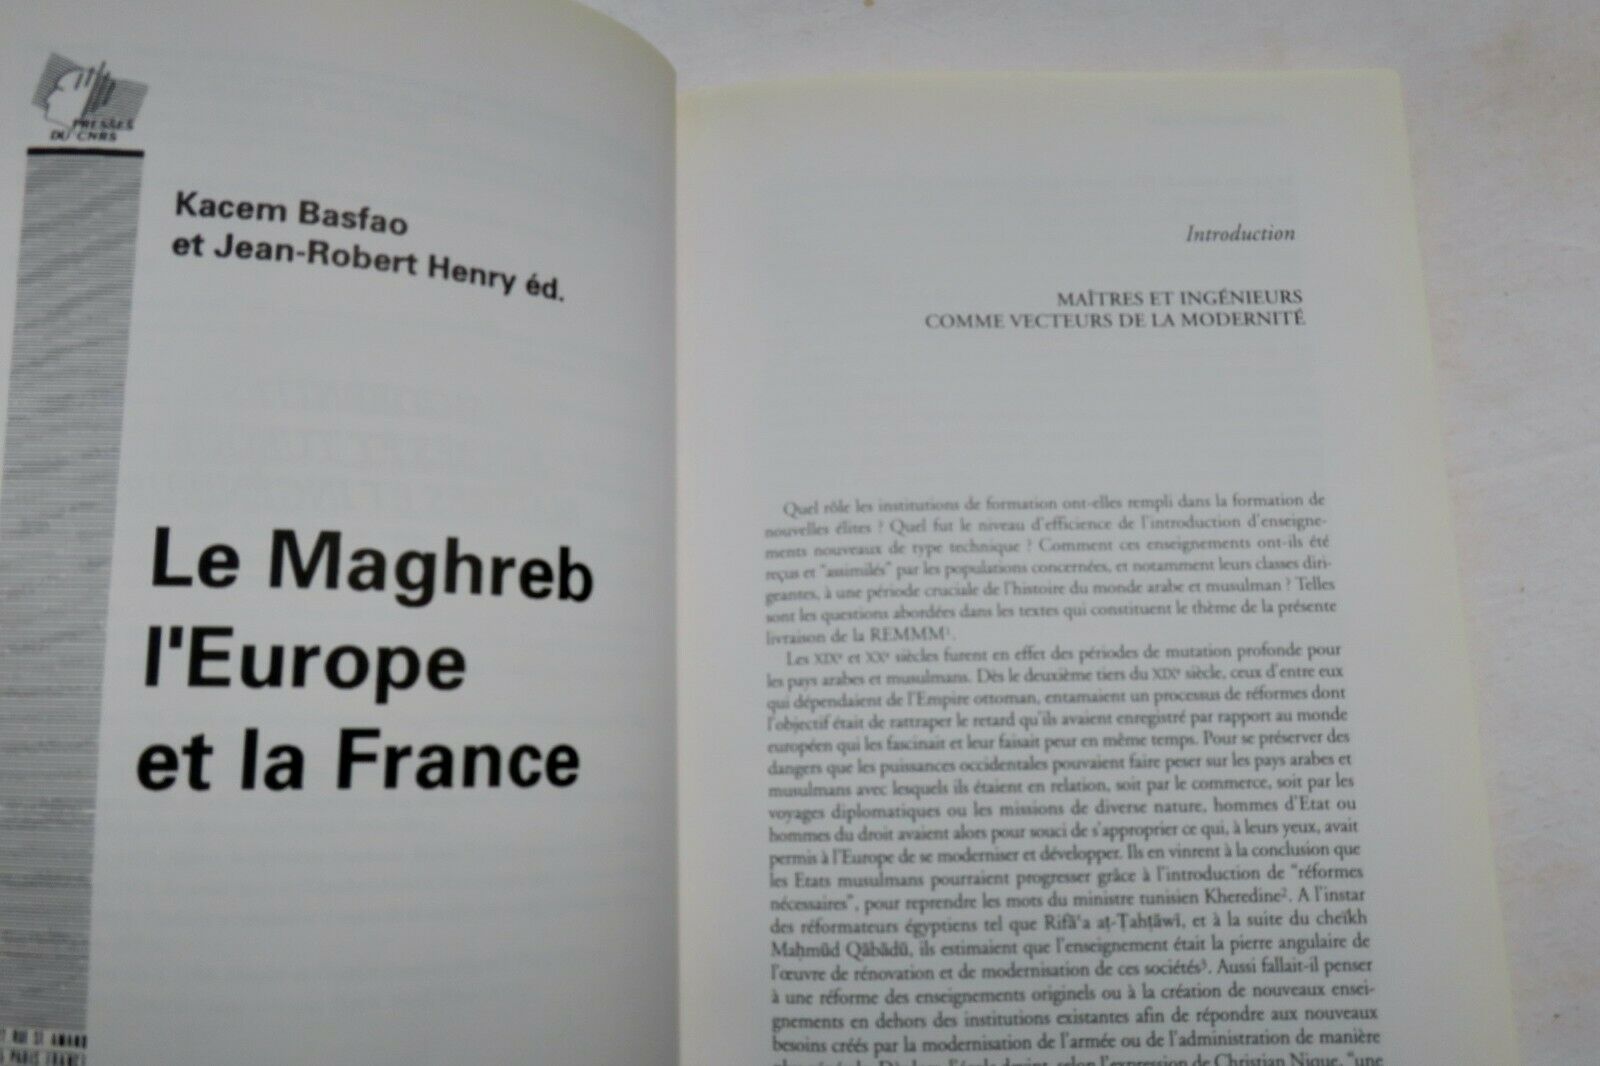 PRESSES
DU CNRS
Kacem Basfao
et Jean-Robert Henry éd.
Le Maghreb
l'Europe
et la France
RUE ST AMAND
PARIS FRANCE
Introduction
MAÎTRES ET INGÉNIEURS
COMME VECTEURS DE LA MODERNITÉ
Quel rôle les institutions de formation ont-elles rempli dans la formation de
nouvelles élites ? Quel fut le niveau d'efficience de l'introduction d'enseigne-
ments nouveaux de type technique ? Comment ces enseignements ont-ils été
reçus et "assimilés" par les populations concernées, et notamment leurs classes diri-
geantes, à une période cruciale de l'histoire du monde arabe et musulman ? Telles
sont les questions abordées dans les textes qui constituent le thème de la présente
livraison de la REMMM¹.
Les XIXe et XXe siècles furent en effet des périodes de mutation profonde pour
les pays arabes et musulmans. Dès le deuxième tiers du XIXe siècle, ceux d'entre eux
qui dépendaient de l'Empire ottoman, entamaient un processus de réformes dont
l'objectif était de rattraper le retard qu'ils avaient enregistré par rapport au monde
européen qui les fascinait et leur faisait peur en même temps. Pour se préserver des
dangers que les puissances occidentales pouvaient faire peser sur les pays arabes et
musulmans avec lesquels ils étaient en relation, soit par le commerce, soit par les
voyages diplomatiques ou les missions de diverse nature, hommes d'Etat ou
hommes du droit avaient alors pour souci de s'approprier ce qui, à leurs yeux, avait
permis à l'Europe de se moderniser et développer. Ils en vinrent à la conclusion que
les Etats musulmans pourraient progresser grâce à l'introduction de "réformes
nécessaires", pour reprendre les mots du ministre tunisien Kheredine². A l'instar
des réformateurs égyptiens tel que Rifā'a aṭ-Ṭahṭāwī, et à la suite du cheïkh
Maḥmūd Qābādū, ils estimaient que l'enseignement était la pierre angulaire de
l'œuvre de rénovation et de modernisation de ces sociétés³. Aussi fallait-il penser
à une réforme des enseignements originels ou à la création de nouveaux ensei-
gnements en dehors des institutions existantes afin de répondre aux nouveaux
besoins créés par la modernisation de l'armée ou de l'administration de manière
selon l'expression de Christian Nique, "une